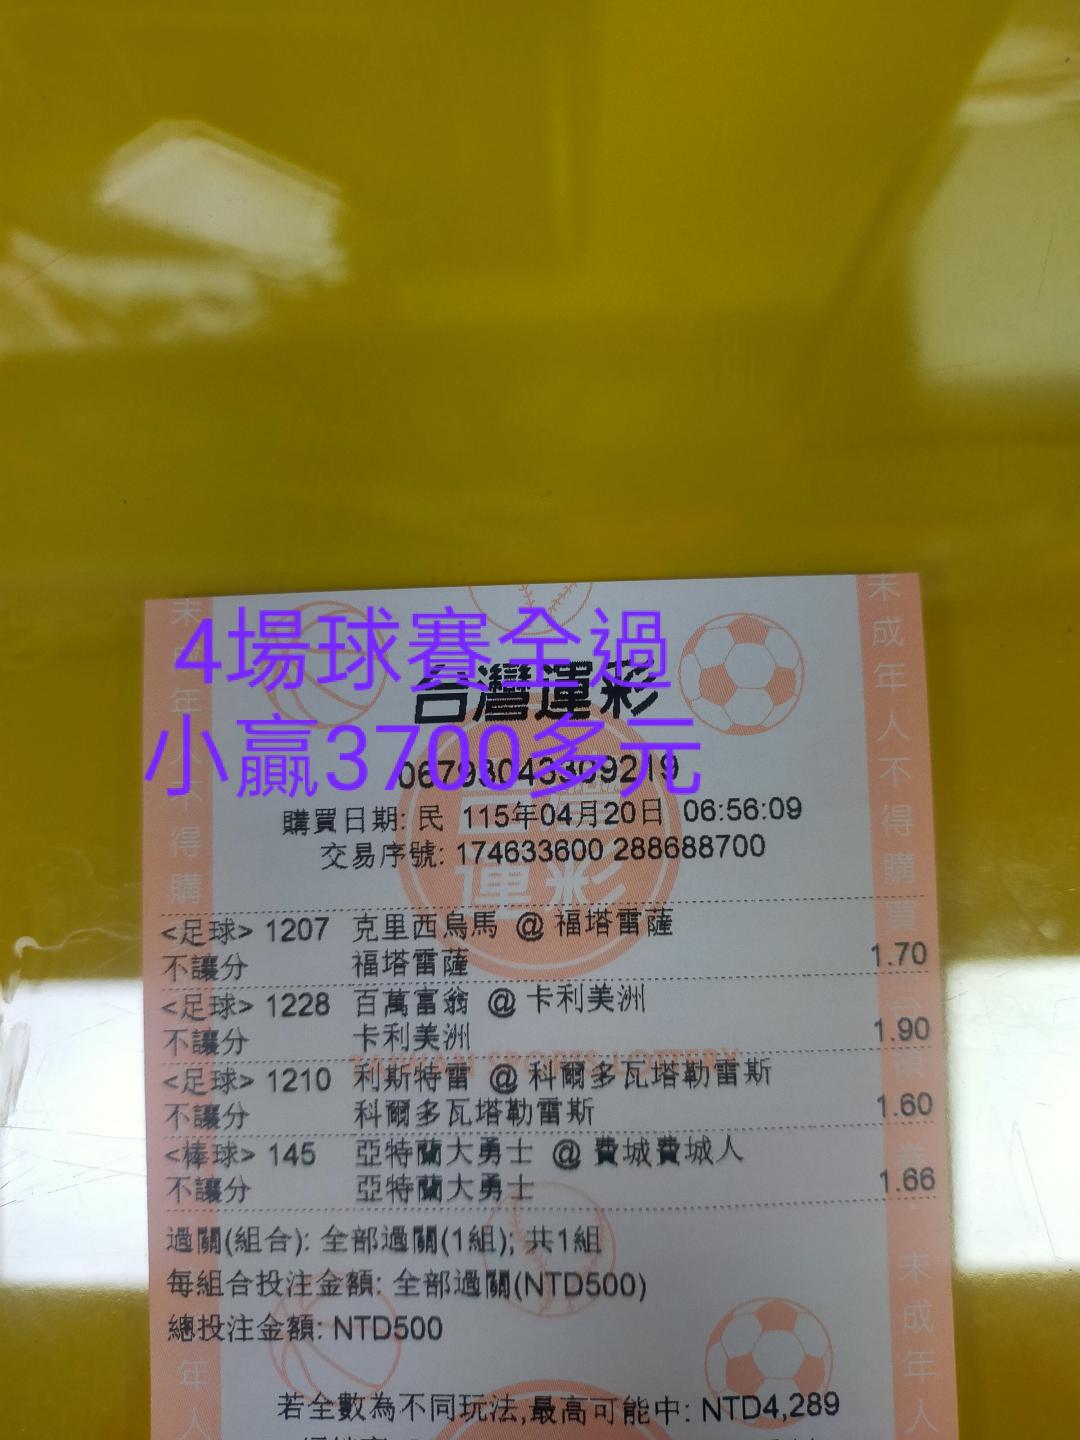 4場球賽全過
台灣運彩
小贏3700多元
06793043309219
購買日期: 民 115年04月20日 06:56:09
交易序號: 174633600 288688700
<足球> 1207 克里西烏馬 @ 福塔雷薩
不讓分 福塔雷薩 1.70
<足球> 1228 百萬富翁 @ 卡利美洲
不讓分 卡利美洲 1.90
TAIWAN SPORTS LOTTERY
<足球> 1210 利斯特雷 @ 科爾多瓦塔勒雷斯
不讓分 科爾多瓦塔勒雷斯 1.60
<棒球> 145 亞特蘭大勇士 @ 費城費城人
不讓分 亞特蘭大勇士 1.66
過關(組合): 全部過關(1組); 共1組
每組合投注金額: 全部過關(NTD500)
總投注金額: NTD500
若全數為不同玩法,最高可能中: NTD4,289
未成年人不得購
未成年人